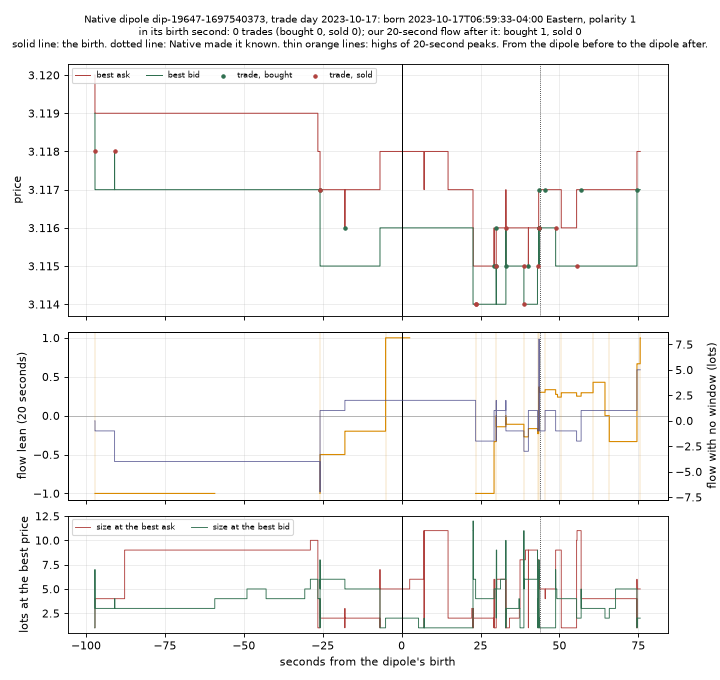 Native dipole dip-19647-1697540373, trade day 2023-10-17: born 2023-10-17T06:59:33-04:00 Eastern, polarity 1
in its birth second: 0 trades (bought 0, sold 0); our 20-second flow after it: bought 1, sold 0
solid line: the birth. dotted line: Native made it known. thin orange lines: highs of 20-second peaks. From the dipole before to the dipole after.
best ask best bid trade, bought trade, sold
3.120
3.119
3.118
3.117
3.116
3.115
3.114
price
1.0
0.5
0.0
−0.5
−1.0
flow lean (20 seconds)
7.5
5.0
2.5
0.0
−2.5
−5.0
−7.5
flow with no window (lots)
size at the best ask size at the best bid
12.5
10.0
7.5
5.0
2.5
lots at the best price
−100 −75 −50 −25 0 25 50 75
seconds from the dipole's birth